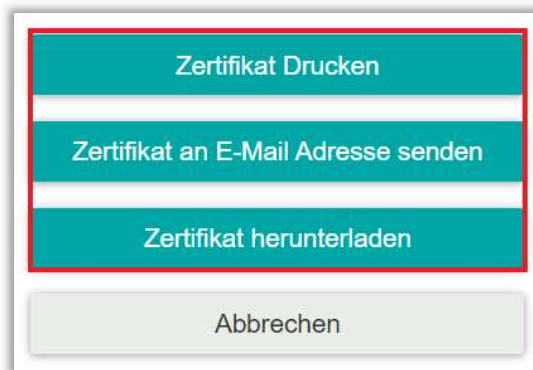 Zertifikat Drucken
Zertifikat an E-Mail Adresse senden
Zertifikat herunterladen
Abbrechen